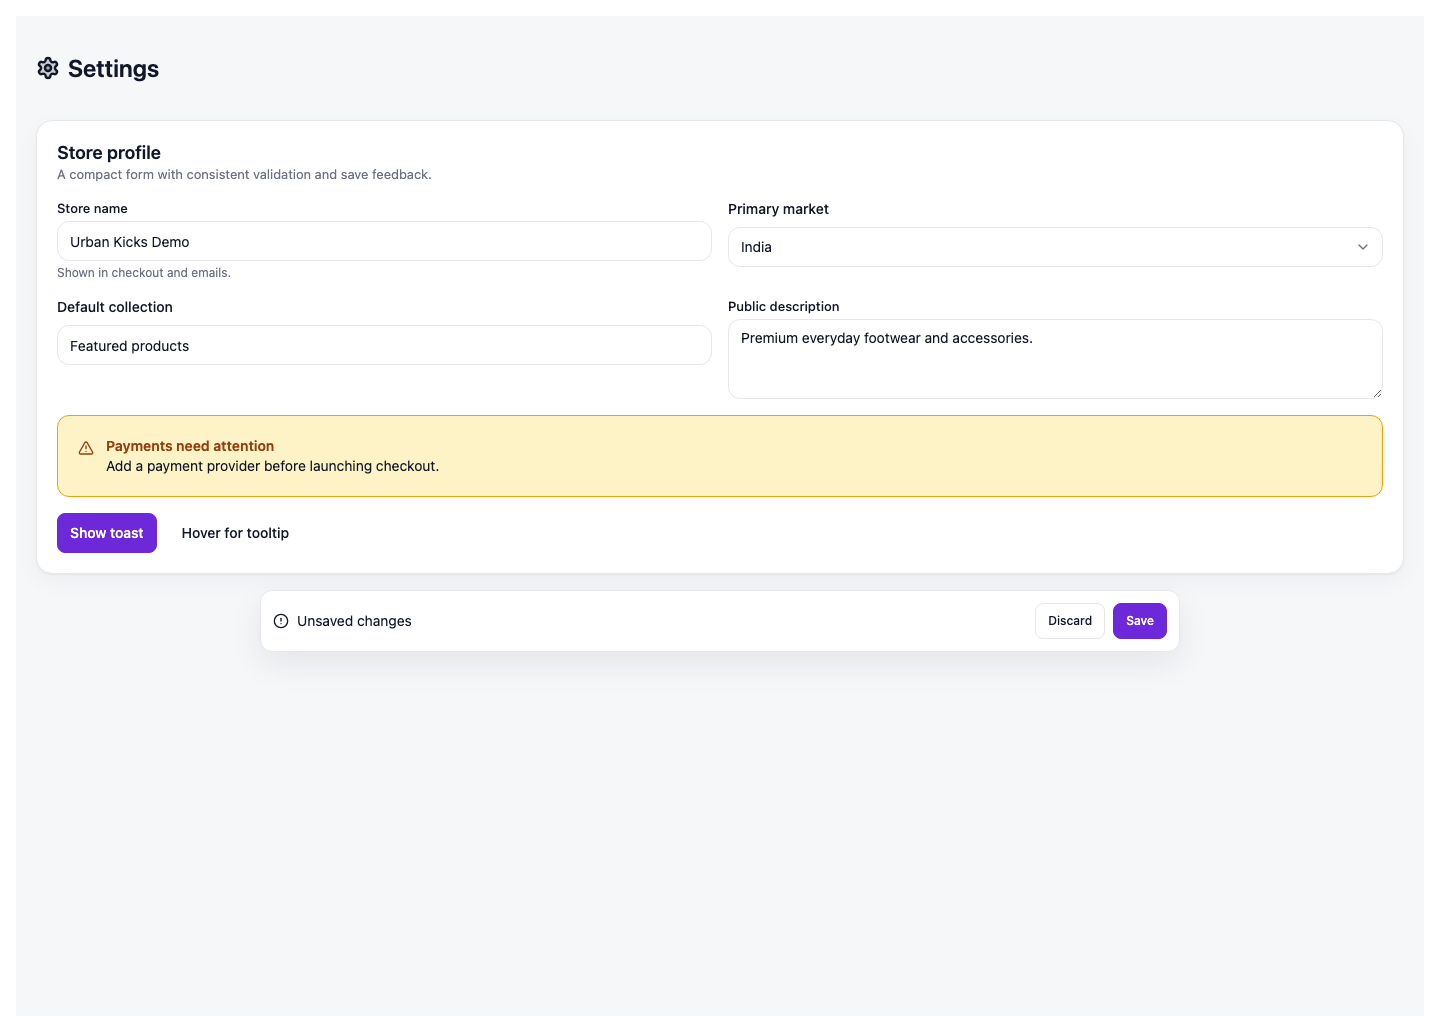 Settings
Store profile
A compact form with consistent validation and save feedback.
Store name
Urban Kicks Demo
Shown in checkout and emails.
Primary market
India
Default collection
Featured products
Public description
Premium everyday footwear and accessories.
Payments need attention
Add a payment provider before launching checkout.
Show toast
Hover for tooltip
Unsaved changes
Discard
Save